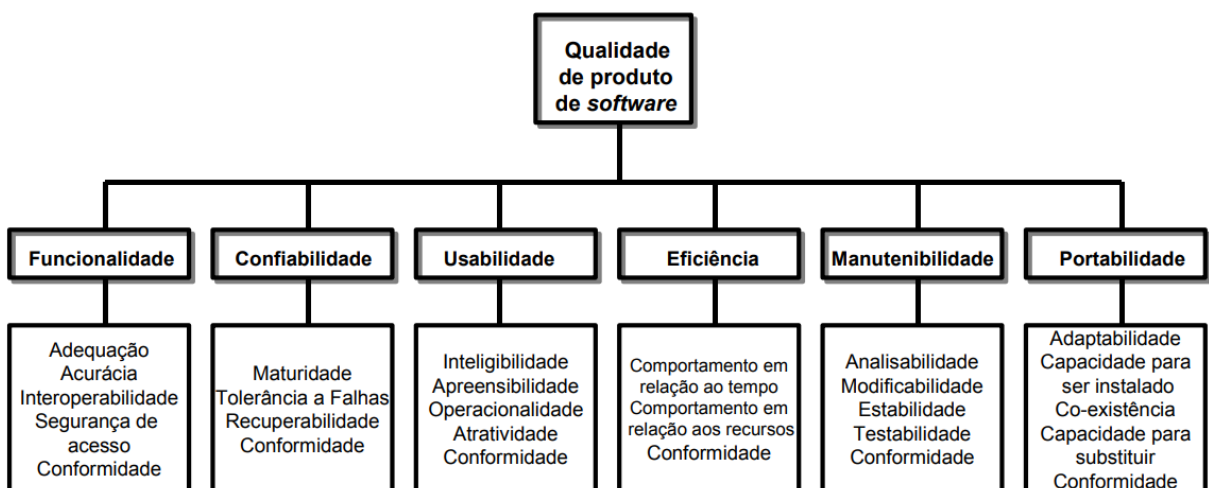 Qualidade
de produto
de software
Funcionalidade
Confiabilidade
Usabilidade
Eficiência
Manutenibilidade
Portabilidade
Adequação
Acurácia
Interoperabilidade
Segurança de
acesso
Conformidade
Maturidade
Tolerância a Falhas
Recuperabilidade
Conformidade
Inteligibilidade
Apreensibilidade
Operacionalidade
Atratividade
Conformidade
Comportamento em
relação ao tempo
Comportamento em
relação aos recursos
Conformidade
Analisabilidade
Modificabilidade
Estabilidade
Testabilidade
Conformidade
Adaptabilidade
Capacidade para
ser instalado
Co-existência
Capacidade para
substituir
Conformidade